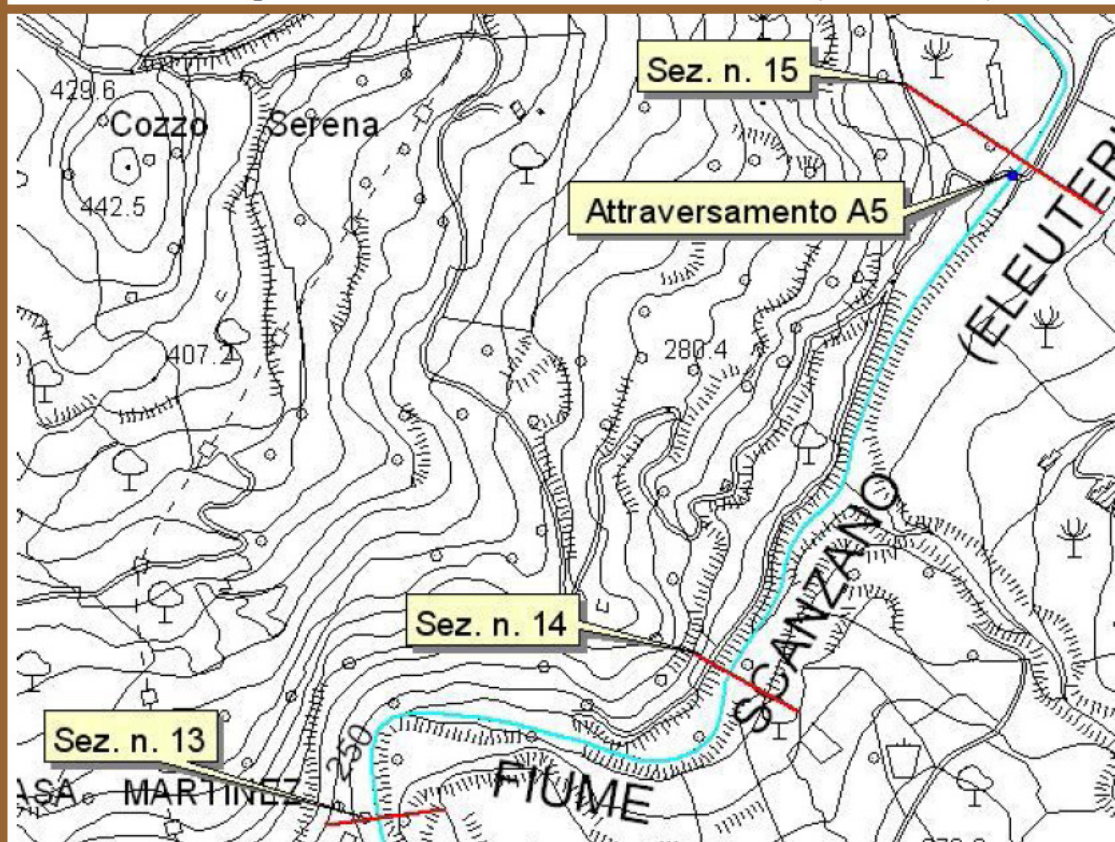 Sez. n. 15
429.6
Cozzo Serena
442.5
Attraversamento A5
(ELEUTER
407.2
280.4
SCANZANO
Sez. n. 14
Sez. n. 13
250
ASA MARTINEZ
FIUME